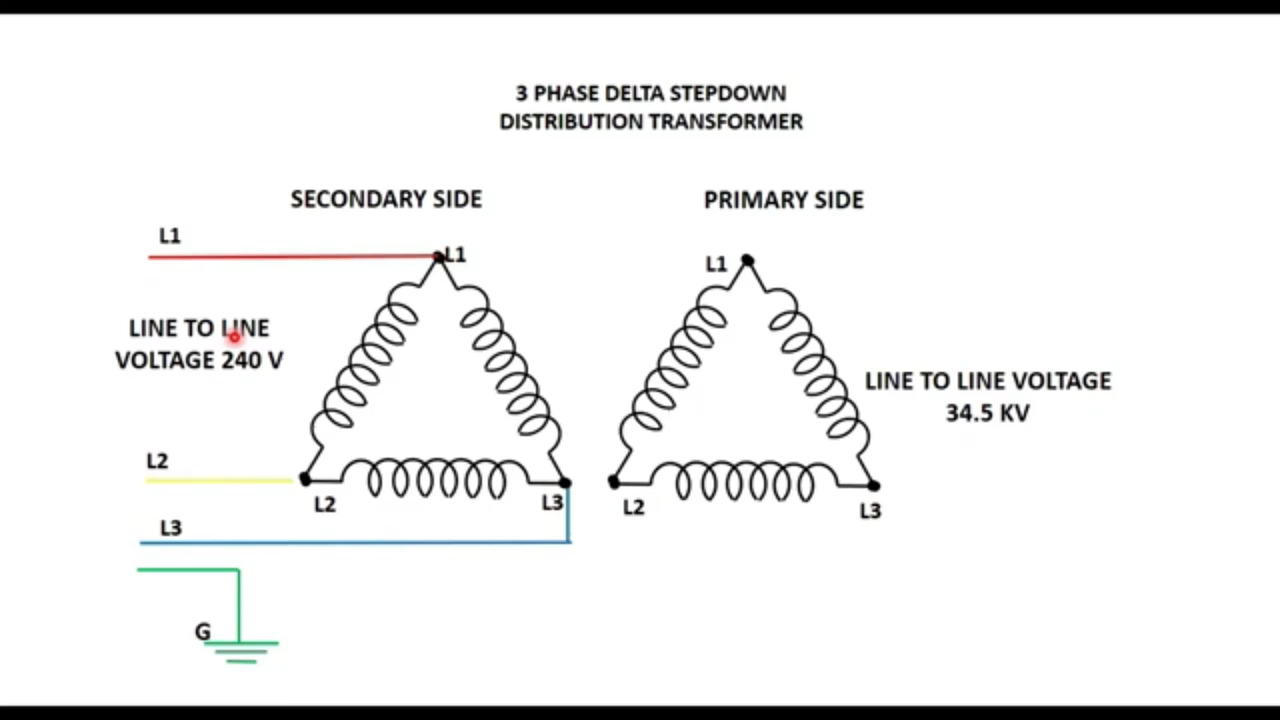 3 PHASE DELTA STEPDOWN
DISTRIBUTION TRANSFORMER
SECONDARY SIDE
PRIMARY SIDE
L1
L1
L1
LINE TO LINE
VOLTAGE 240 V
LINE TO LINE VOLTAGE
34.5 KV
L2
L2
L3
L2
L3
L3
G